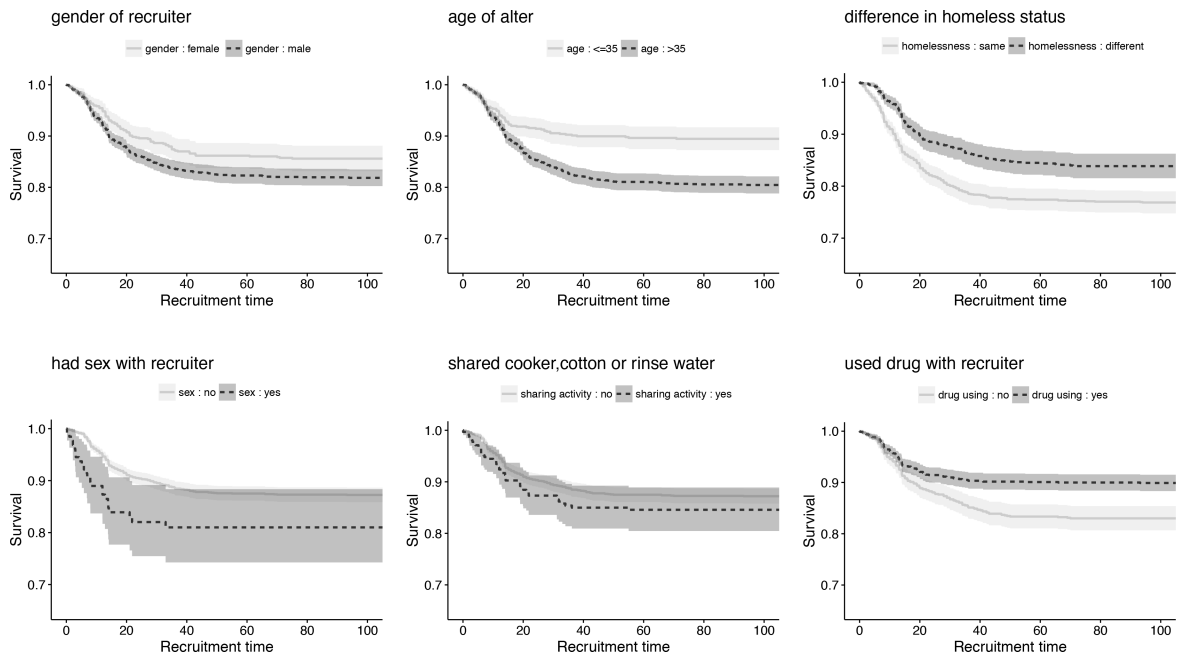 gender of recruiter
gender : female gender : male
1.0
0.9
0.8
0.7
Survival
0 20 40 60 80 100
Recruitment time
age of alter
age : <=35 age : >35
1.0
0.9
0.8
0.7
Survival
0 20 40 60 80 100
Recruitment time
difference in homeless status
homelessness : same homelessness : different
1.0
0.9
0.8
0.7
Survival
0 20 40 60 80 100
Recruitment time
had sex with recruiter
sex : no sex : yes
1.0
0.9
0.8
0.7
Survival
0 20 40 60 80 100
Recruitment time
shared cooker,cotton or rinse water
sharing activity : no sharing activity : yes
1.0
0.9
0.8
0.7
Survival
0 20 40 60 80 100
Recruitment time
used drug with recruiter
drug using : no drug using : yes
1.0
0.9
0.8
0.7
Survival
0 20 40 60 80 100
Recruitment time